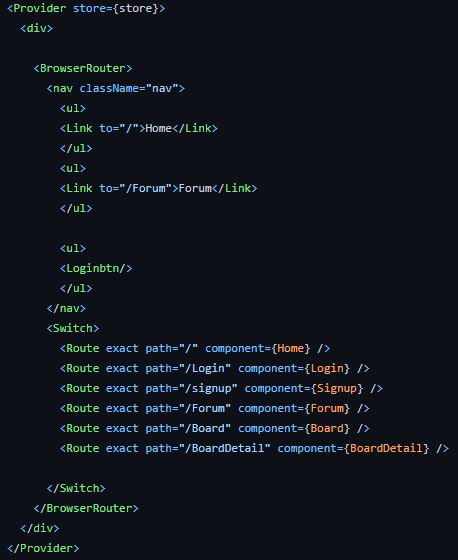 <Provider store={store}>
<div>
<BrowserRouter>
<nav className="nav">
<ul>
<Link to="/">Home</Link>
</ul>
<ul>
<Link to="/Forum">Forum</Link>
</ul>
<ul>
<Loginbtn/>
</ul>
</nav>
<Switch>
<Route exact path="/" component={Home} />
<Route exact path="/Login" component={Login} />
<Route exact path="/signup" component={Signup} />
<Route exact path="/Forum" component={Forum} />
<Route exact path="/Board" component={Board} />
<Route exact path="/BoardDetail" component={BoardDetail} />
</Switch>
</BrowserRouter>
</div>
</Provider>